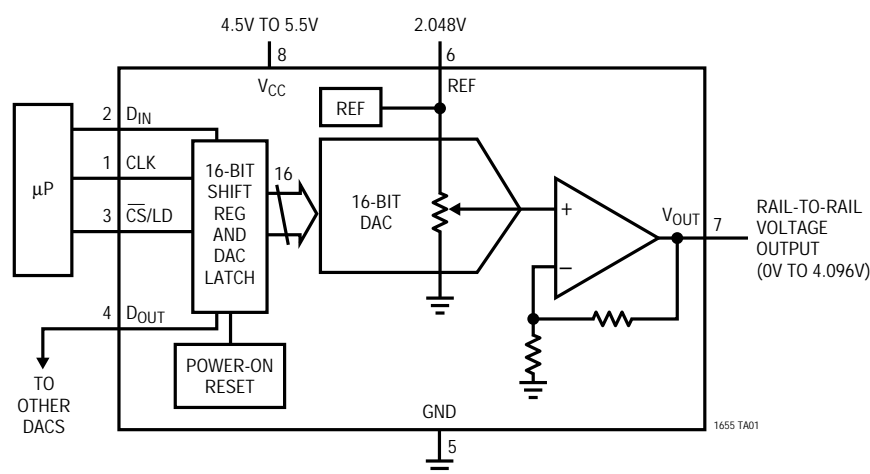 4.5V TO 5.5V
2.048V
8
6
VCC
REF
REF
µP
2
DIN
1
CLK
3
CS/LD
4
DOUT
16-BIT
SHIFT
REG
AND
DAC
LATCH
16
16-BIT
DAC
+
–
VOUT
7
RAIL-TO-RAIL
VOLTAGE
OUTPUT
(0V TO 4.096V)
POWER-ON
RESET
TO
OTHER
DACS
GND
5
1655 TA01